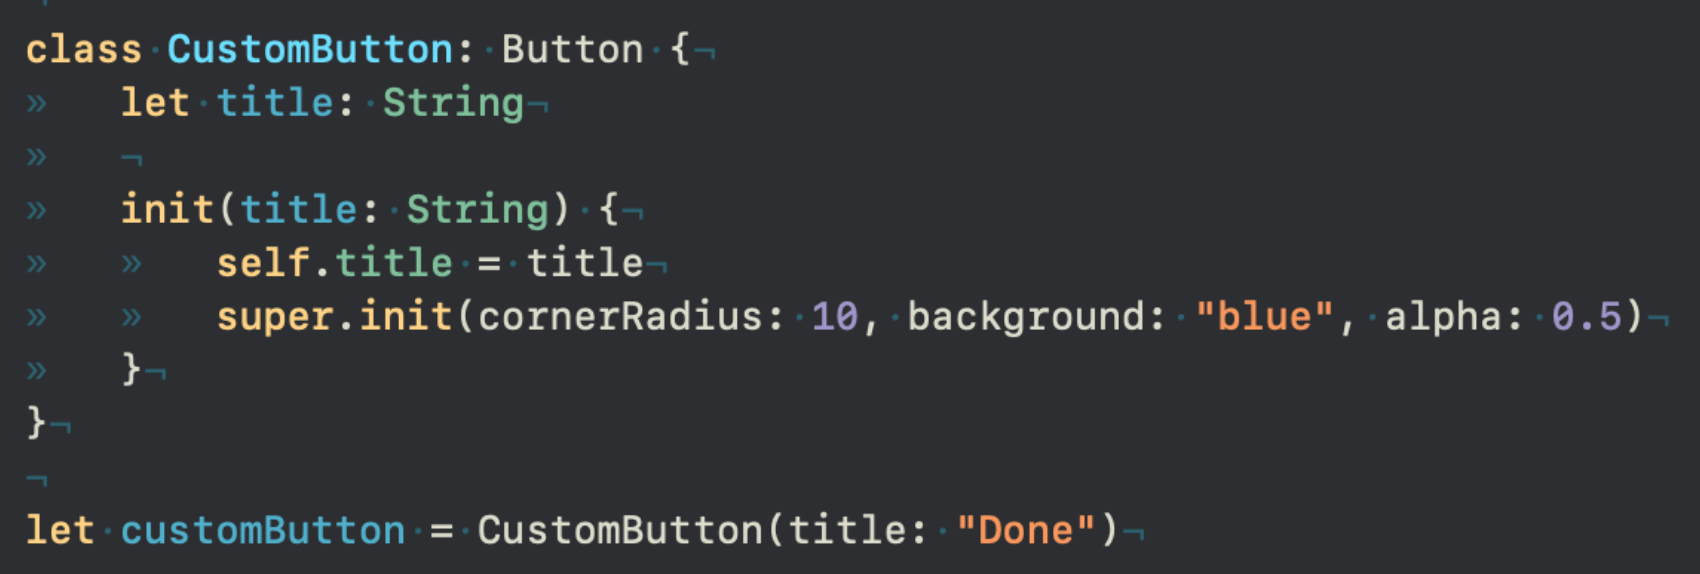 class CustomButton: Button {
    let title: String

    init(title: String) {
        self.title = title
        super.init(cornerRadius: 10, background: "blue", alpha: 0.5)
    }
}

let customButton = CustomButton(title: "Done")